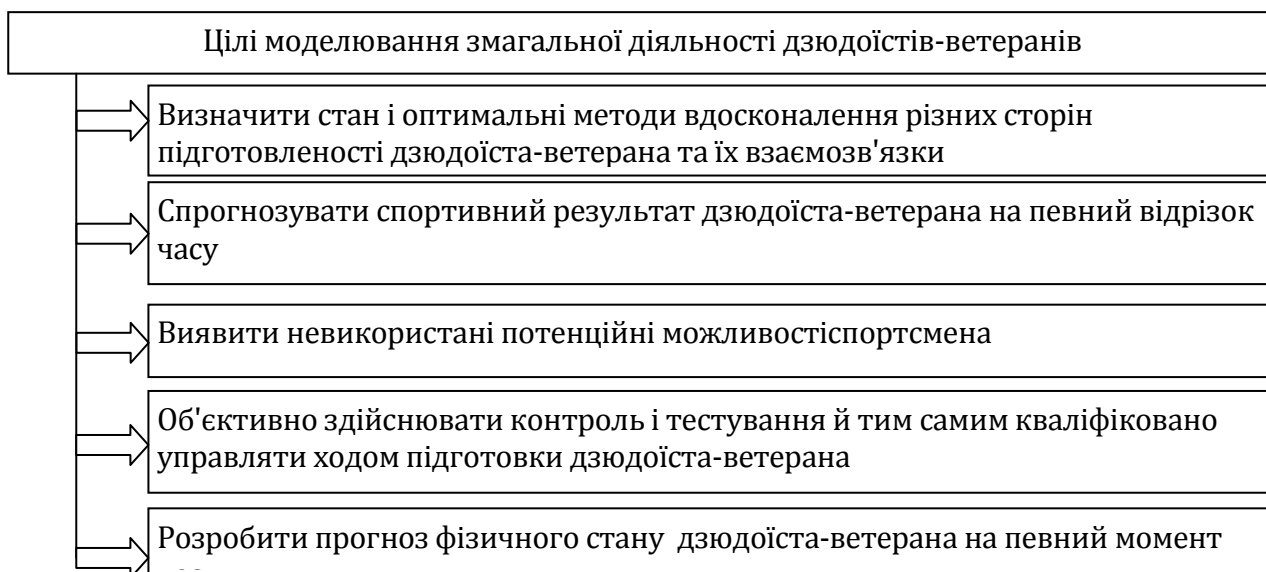 Цілі моделювання змагальної діяльності дзюдоїстів-ветеранів
Визначити стан і оптимальні методи вдосконалення різних сторін
підготовленості дзюдоїста-ветерана та їх взаємозв'язки
Спрогнозувати спортивний результат дзюдоїста-ветерана на певний відрізок
часу
Виявити невикористані потенційні можливостіспортсмена
Об'єктивно здійснювати контроль і тестування й тим самим кваліфіковано
управляти ходом підготовки дзюдоїста-ветерана
Розробити прогноз фізичного стану дзюдоїста-ветерана на певний момент